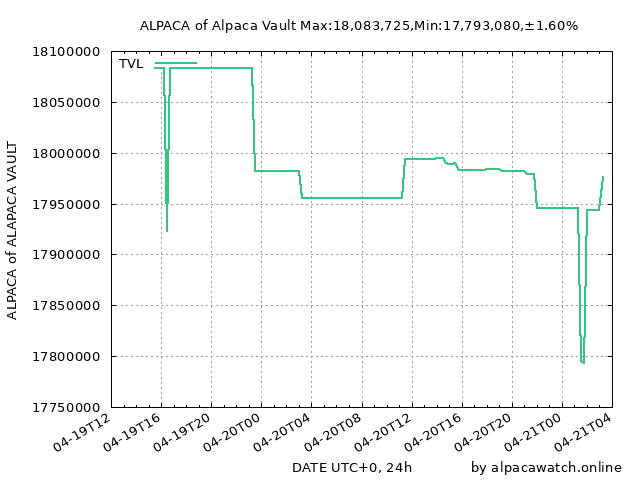 ALPACA of Alpaca Vault Max:18,083,725,Min:17,793,080,±1.60%
TVL
18100000
18050000
18000000
17950000
17900000
17850000
17800000
17750000
ALPACA of ALAPACA VAULT
04-19T12
04-19T16
04-19T20
04-20T00
04-20T04
04-20T08
04-20T12
04-20T16
04-20T20
04-21T00
04-21T04
DATE UTC+0, 24h
by alpacawatch.online